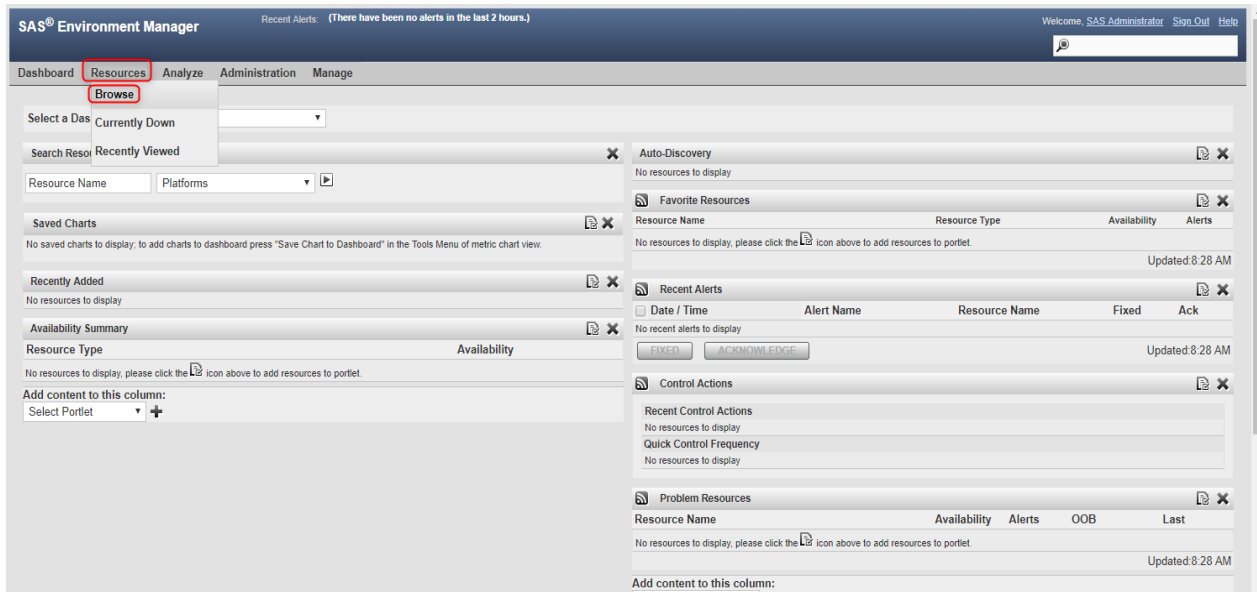 SAS® Environment Manager
Recent Alerts: (There have been no alerts in the last 2 hours.)
Welcome, SAS Administrator Sign Out Help
Dashboard Resources Analyze Administration Manage
Browse
Currently Down
Recently Viewed
Select a Das
Search Resou
Resource Name Platforms
Saved Charts
No saved charts to display; to add charts to dashboard press "Save Chart to Dashboard" in the Tools Menu of metric chart view.
Recently Added
No resources to display
Availability Summary
Resource Type Availability
No resources to display, please click the icon above to add resources to portlet.
Add content to this column:
Select Portlet
Auto-Discovery
No resources to display
Favorite Resources
Resource Name Resource Type Availability Alerts
No resources to display, please click the icon above to add resources to portlet.
Updated:8:28 AM
Recent Alerts
Date / Time Alert Name Resource Name Fixed Ack
No recent alerts to display
FIXED ACKNOWLEDGE Updated:8:28 AM
Control Actions
Recent Control Actions
No resources to display
Quick Control Frequency
No resources to display
Problem Resources
Resource Name Availability Alerts OOB Last
No resources to display, please click the icon above to add resources to portlet.
Updated:8:28 AM
Add content to this column: